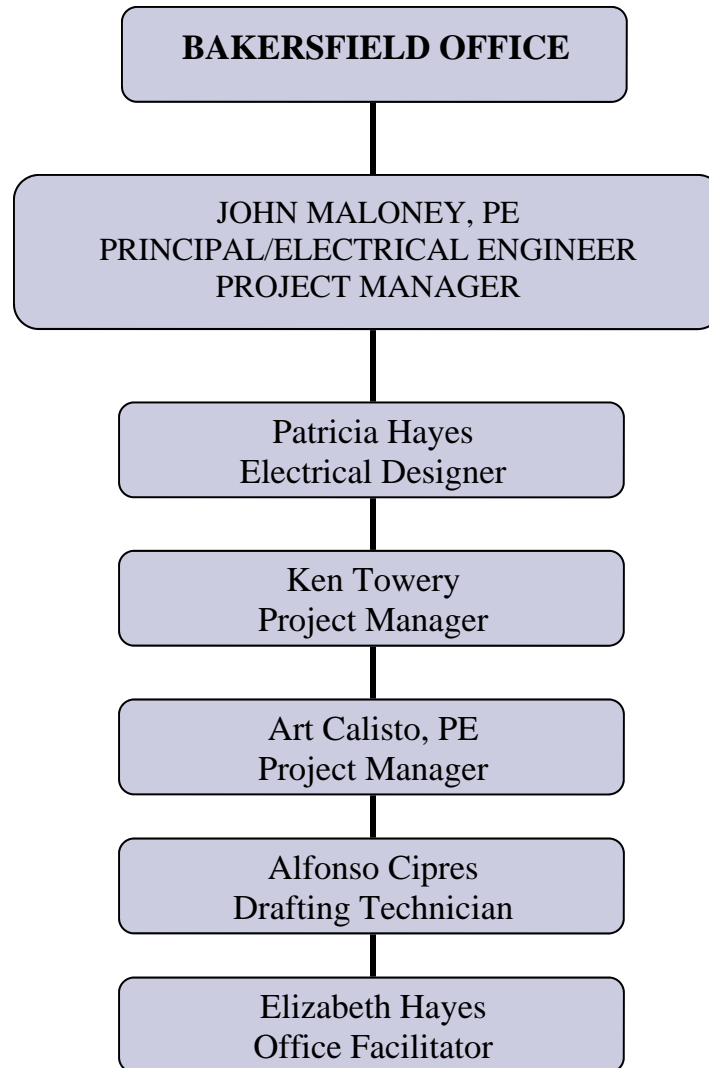 BAKERSFIELD OFFICE
JOHN MALONEY, PE
PRINCIPAL/ELECTRICAL ENGINEER
PROJECT MANAGER
Patricia Hayes
Electrical Designer
Ken Towery
Project Manager
Art Calisto, PE
Project Manager
Alfonso Cipres
Drafting Technician
Elizabeth Hayes
Office Facilitator